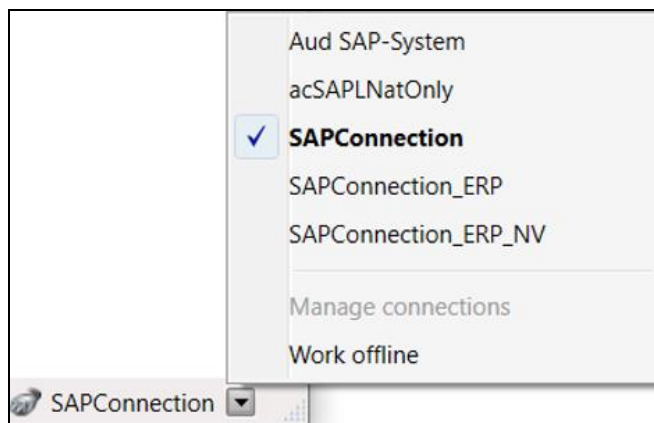 Aud SAP-System
acSAPLNatOnly
SAPConnection
SAPConnection_ERP
SAPConnection_ERP_NV
Manage connections
Work offline
SAPConnection